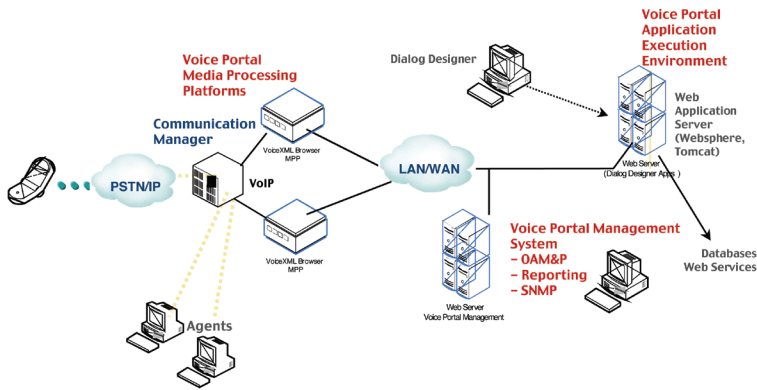 Voice Portal
Application
Execution
Environment
Dialog Designer
Voice Portal
Media Processing
Platforms
Web
Application
Server
(Websphere,
Tomcat)
Communication
Manager
VoiceXML Browser
MPP
Web Server
(Dialog Designer Apps )
LAN/WAN
PSTN/IP
VoIP
VoiceXML Browser
MPP
Voice Portal Management
System
– OAM&P
– Reporting
– SNMP
Databases
Web Services
Web Server
Voice Portal Management
Agents